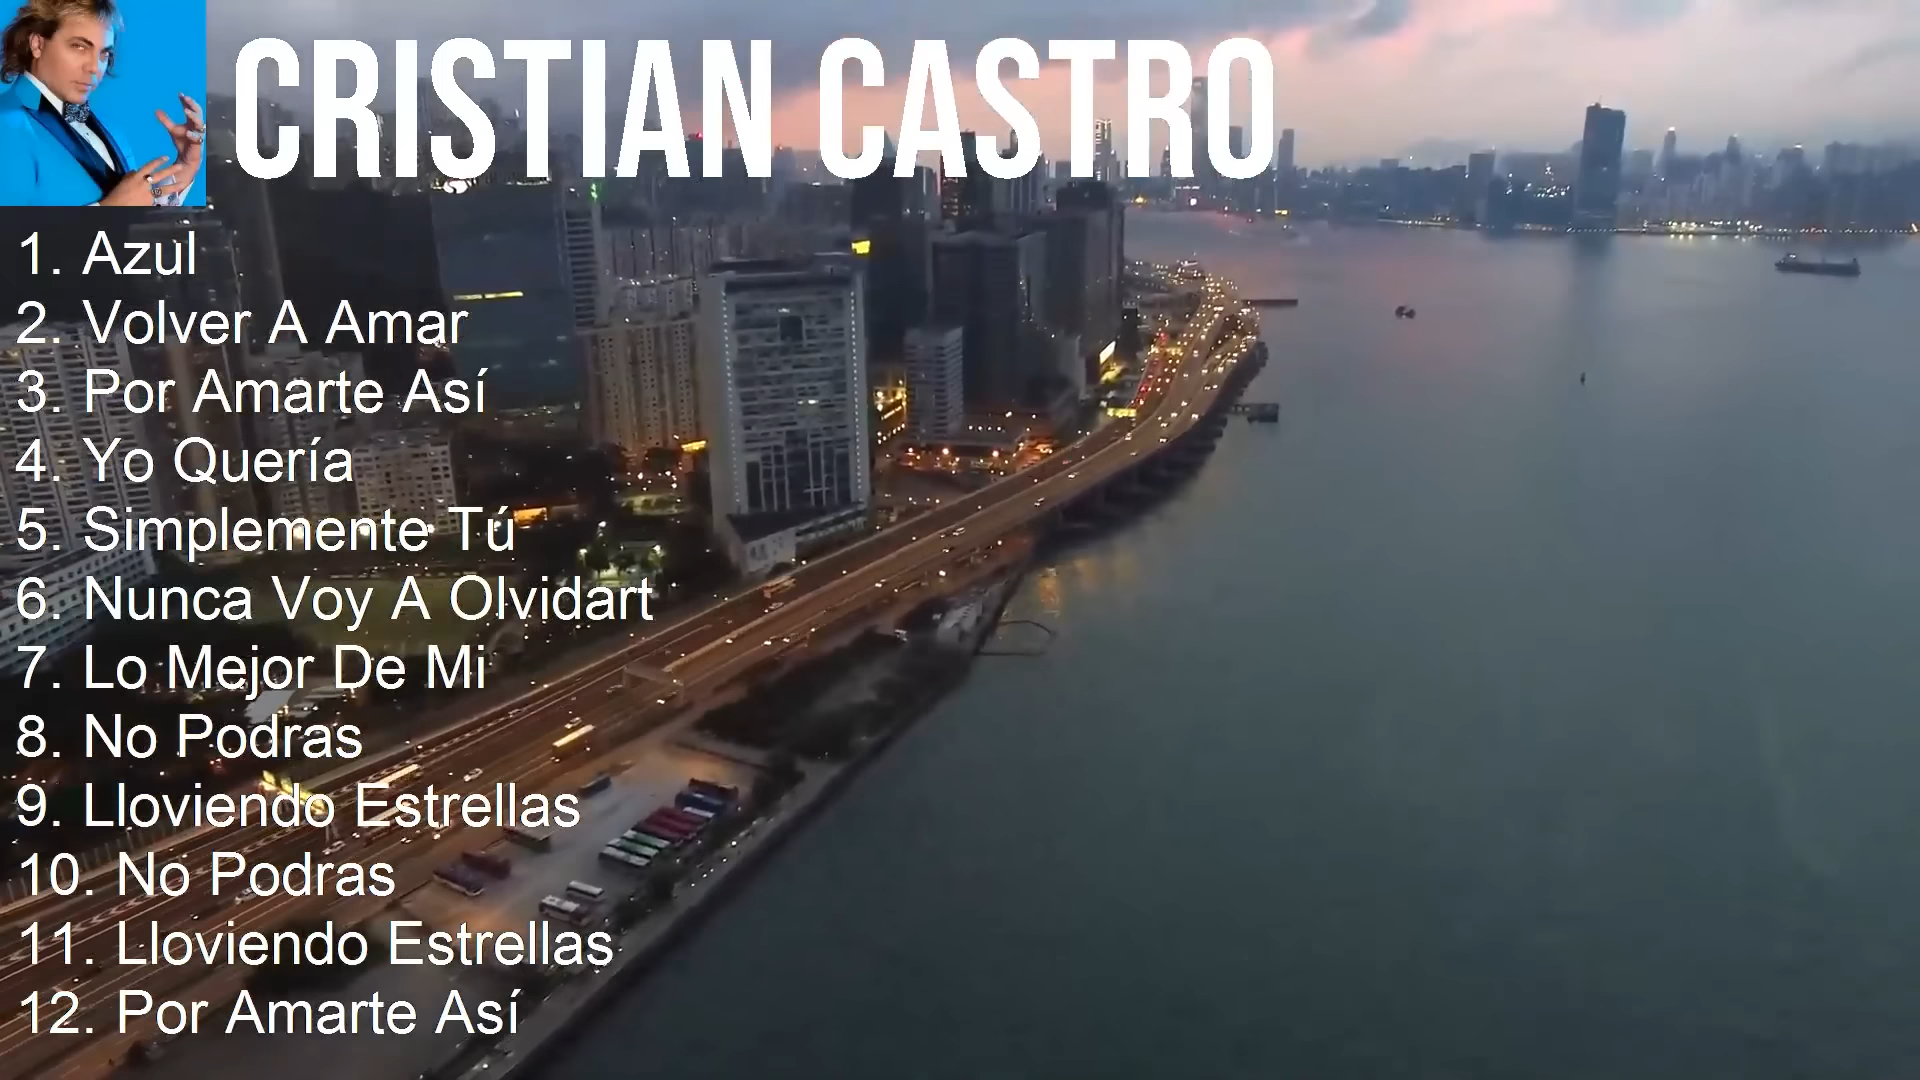 CRISTIAN CASTRO
1. Azul
2. Volver A Amar
3. Por Amarte Así
4. Yo Quería
5. Simplemente Tú
6. Nunca Voy A Olvidart
7. Lo Mejor De Mi
8. No Podras
9. Lloviendo Estrellas
10. No Podras
11. Lloviendo Estrellas
12. Por Amarte Así